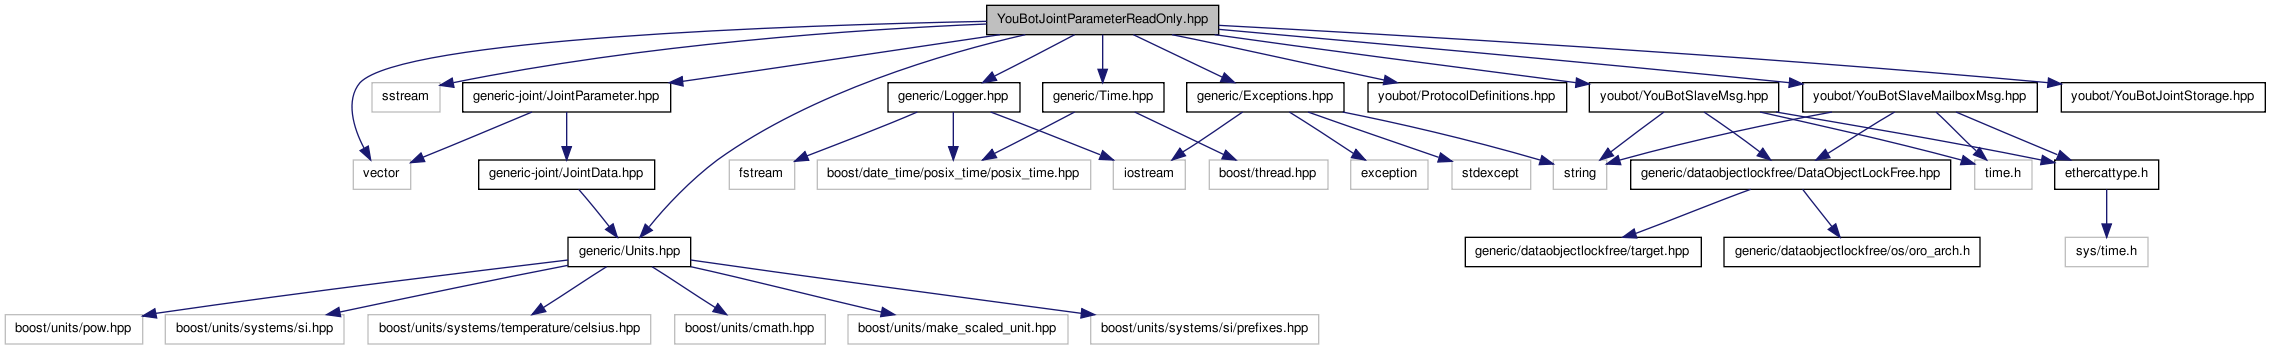 YouBotJointParameterReadOnly.hpp
sstream
generic-joint/JointParameter.hpp
generic/Logger.hpp
generic/Time.hpp
generic/Exceptions.hpp
youbot/ProtocolDefinitions.hpp
youbot/YouBotSlaveMsg.hpp
youbot/YouBotSlaveMailboxMsg.hpp
youbot/YouBotJointStorage.hpp
vector
generic-joint/JointData.hpp
fstream
boost/date_time/posix_time/posix_time.hpp
iostream
boost/thread.hpp
exception
stdexcept
string
generic/dataobjectlockfree/DataObjectLockFree.hpp
time.h
ethercattype.h
generic/Units.hpp
generic/dataobjectlockfree/target.hpp
generic/dataobjectlockfree/os/oro_arch.h
sys/time.h
boost/units/pow.hpp
boost/units/systems/si.hpp
boost/units/systems/temperature/celsius.hpp
boost/units/cmath.hpp
boost/units/make_scaled_unit.hpp
boost/units/systems/si/prefixes.hpp